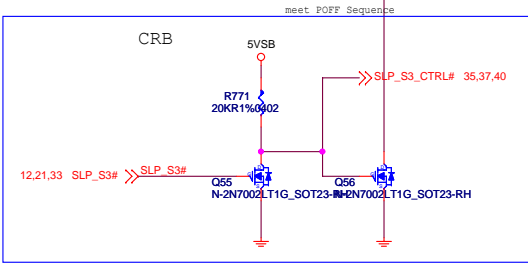 meet POFF Sequence
CRB
5VSB
SLP_S3_CTRL# 35,37,40
R771
20KR1%0402
12,21,33 SLP_S3#
SLP_S3#
Q55
N-2N7002LT1G_SOT23-RH
Q56
N-2N7002LT1G_SOT23-RH